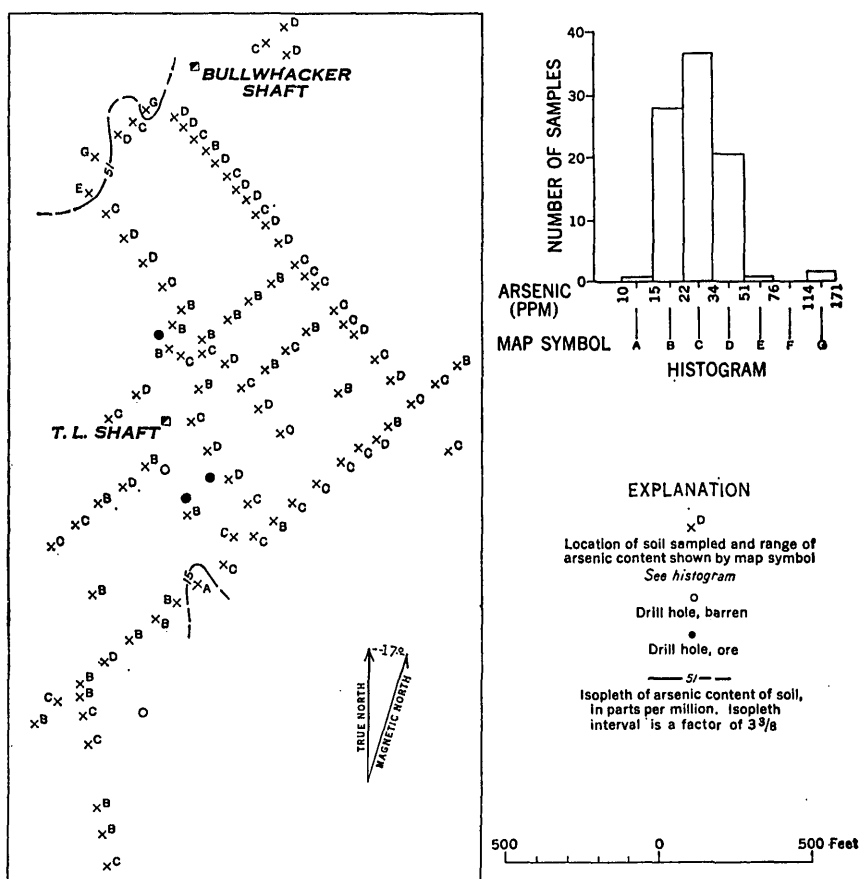 D
C
D
BULLWHACKER
SHAFT
G
C
D
D
D
C
B
D
C
D
D
C
D
D
G
51
E
C
D
D
C
B
B
C
C
C
B
B
B
B
B
C
C
D
C
C
D
B
C
B
C
B
C
D
B
D
C
B
B
C
C
D
C
T. L. SHAFT
C
D
C
B
D
C
C
D
C
C
B
D
B
C
C
D
B
C
C
B
C
C
C
B
15
A
B
B
B
D
B
B
C
C
B
C
B
B
C
17°
TRUE NORTH
MAGNETIC NORTH
NUMBER OF SAMPLES
40
30
20
10
0
ARSENIC
(PPM)
10 15 22 34 51 76 114 171
MAP SYMBOL A B C D E F G
HISTOGRAM
EXPLANATION
D
Location of soil sampled and range of
arsenic content shown by map symbol
See histogram
Drill hole, barren
Drill hole, ore
51
Isopleth of arsenic content of soil,
in parts per million. Isopleth
interval is a factor of 3 3/8
500 0 500 Feet